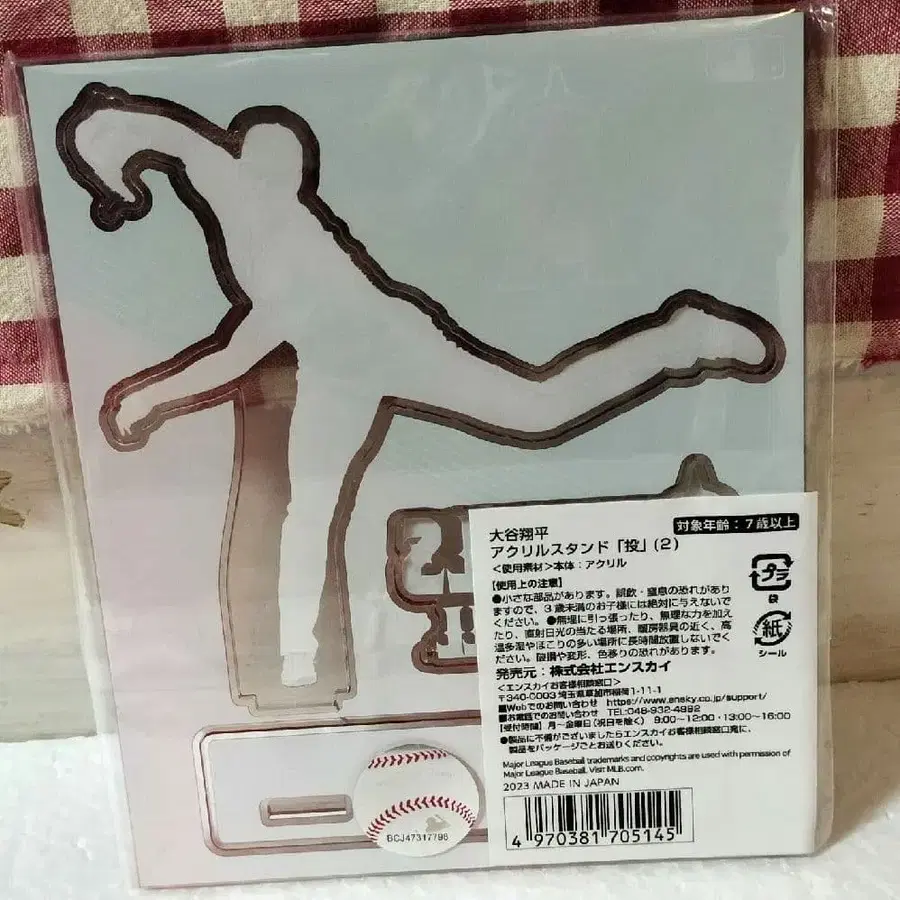 大谷翔平
対象年齢：7歳以上
アクリルスタンド「投」(2)
<使用素材>本体：アクリル
【使用上の注意】
●小さな部品があります。誤飲・窒息の恐れがあり
ますので、3歳未満のお子様には絶対に与えないで
ください。●無理に引っ張ったり、無理な力を加え
たり、直射日光の当たる場所、暖房器具の近く、高
温多湿やほこりの多い場所に長時間放置しないでく
ださい。破損や変形、色移りの恐れがあります。
プラ
袋
紙
シール
発売元：株式会社エンスカイ
<エンスカイお客様相談窓口>
〒340-0003 埼玉県草加市稲荷1-11-1
■Webでのお問い合わせ https://www.ensky.co.jp/support/
■お電話でのお問い合わせ TEL:048-932-4992
【受付時間】月～金曜日(祝日を除く) 9:00～12:00・13:00～16:00
●製品に不備がございましたらエンスカイお客様相談窓口宛に、
製品をパッケージごとお送りください。
Major League Baseball trademarks and copyrights are used with permission of
Major League Baseball. Visit MLB.com.
2023 MADE IN JAPAN
4 970381 705145
BCJ47317798